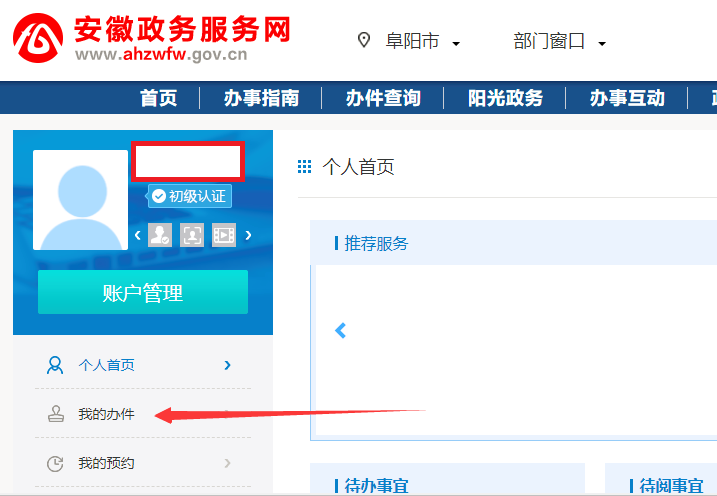 安徽政务服务网
www.ahzwfw.gov.cn
阜阳市
部门窗口
首页
办事指南
办件查询
阳光政务
办事互动
初级认证
账户管理
个人首页
我的办件
我的预约
个人首页
推荐服务
待办事宜
待阅事宜